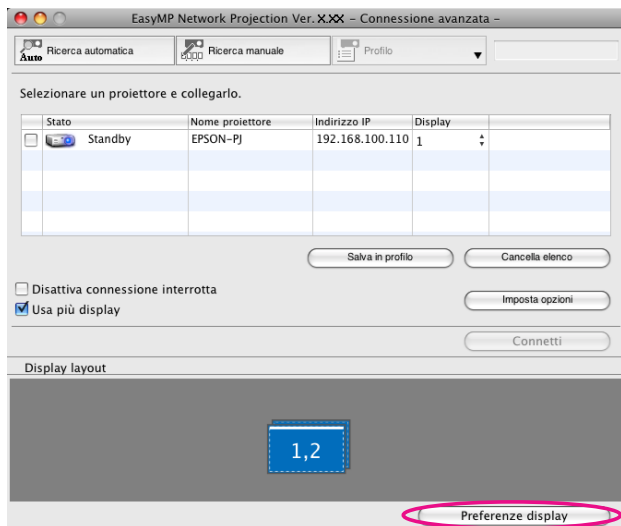 EasyMP Network Projection Ver. X.XX – Connessione avanzata –
Auto Ricerca automatica Ricerca manuale Profilo
Selezionare un proiettore e collegarlo.
Stato Nome proiettore Indirizzo IP Display
Standby EPSON-PJ 192.168.100.110 1
Salva in profilo Cancella elenco
Disattiva connessione interrotta
Usa più display
Imposta opzioni
Connetti
Display layout
1,2
Preferenze display